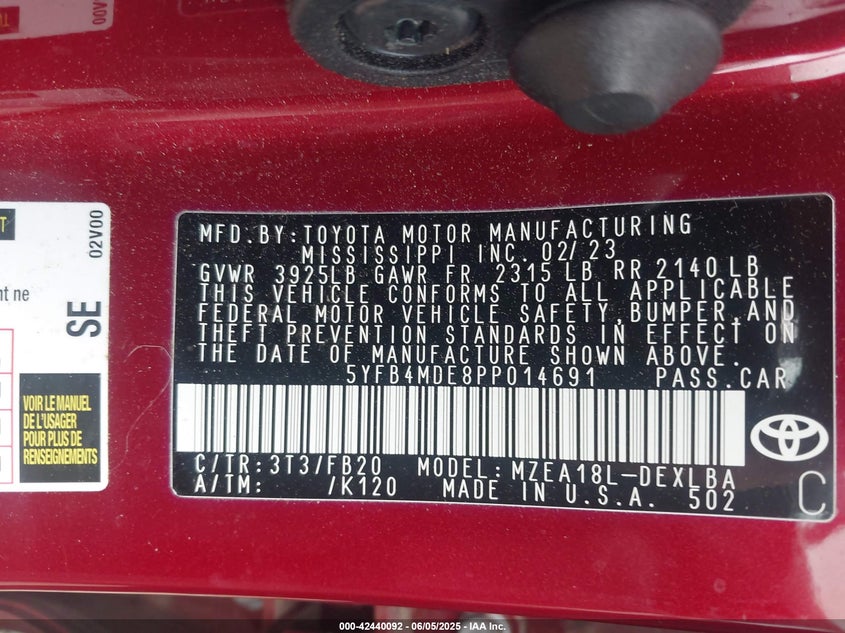 02V00
SE
nt ne
VOIR LE MANUEL
DE L'USAGER
POUR PLUS DE
RENSEIGNEMENTS
MFD.BY:TOYOTA MOTOR MANUFACTURING
MISSISSIPPI INC. 02/23
GVWR 3925LB GAWR FR 2315LB RR 2140LB
THIS VEHICLE CONFORMS TO ALL APPLICABLE
FEDERAL MOTOR VEHICLE SAFETY,BUMPER,AND
THEFT PREVENTION STANDARDS IN EFFECT ON
THE DATE OF MANUFACTURE SHOWN ABOVE.
5YFB4MDE8PP014691 PASS.CAR
C/TR:3T3/FB20 MODEL:MZEA18L-DEXLBA
A/TM: /K120 MADE IN U.S.A. 502
C
000-42440092 - 06/05/2025 - IAA Inc.